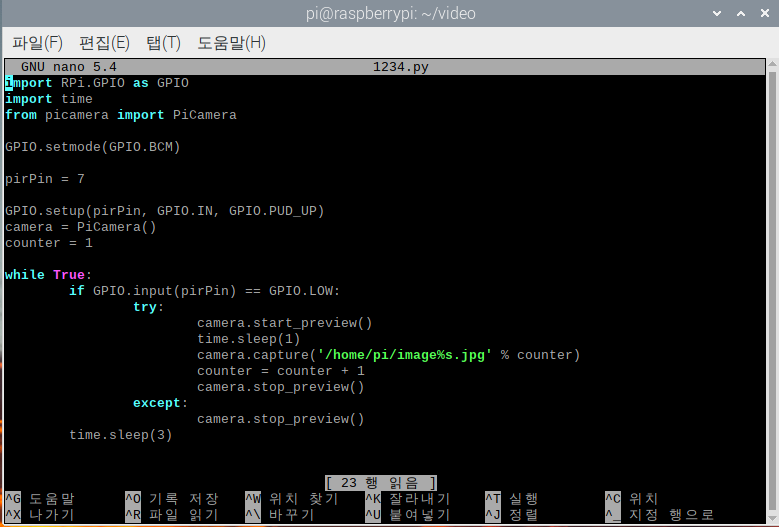 pi@raspberrypi: ~/video
파일(F) 편집(E) 탭(T) 도움말(H)
GNU nano 5.4 1234.py
import RPi.GPIO as GPIO
import time
from picamera import PiCamera
GPIO.setmode(GPIO.BCM)
pirPin = 7
GPIO.setup(pirPin, GPIO.IN, GPIO.PUD_UP)
camera = PiCamera()
counter = 1
while True:
if GPIO.input(pirPin) == GPIO.LOW:
try:
camera.start_preview()
time.sleep(1)
camera.capture('/home/pi/image%s.jpg' % counter)
counter = counter + 1
camera.stop_preview()
except:
camera.stop_preview()
time.sleep(3)
[ 23 행 읽음 ]
^G 도움말 ^O 기록 저장 ^W 위치 찾기 ^K 잘라내기 ^T 실행 ^C 위치
^X 나가기 ^R 파일 읽기 ^\ 바꾸기 ^U 붙여넣기 ^J 정렬 ^_ 지정 행으로